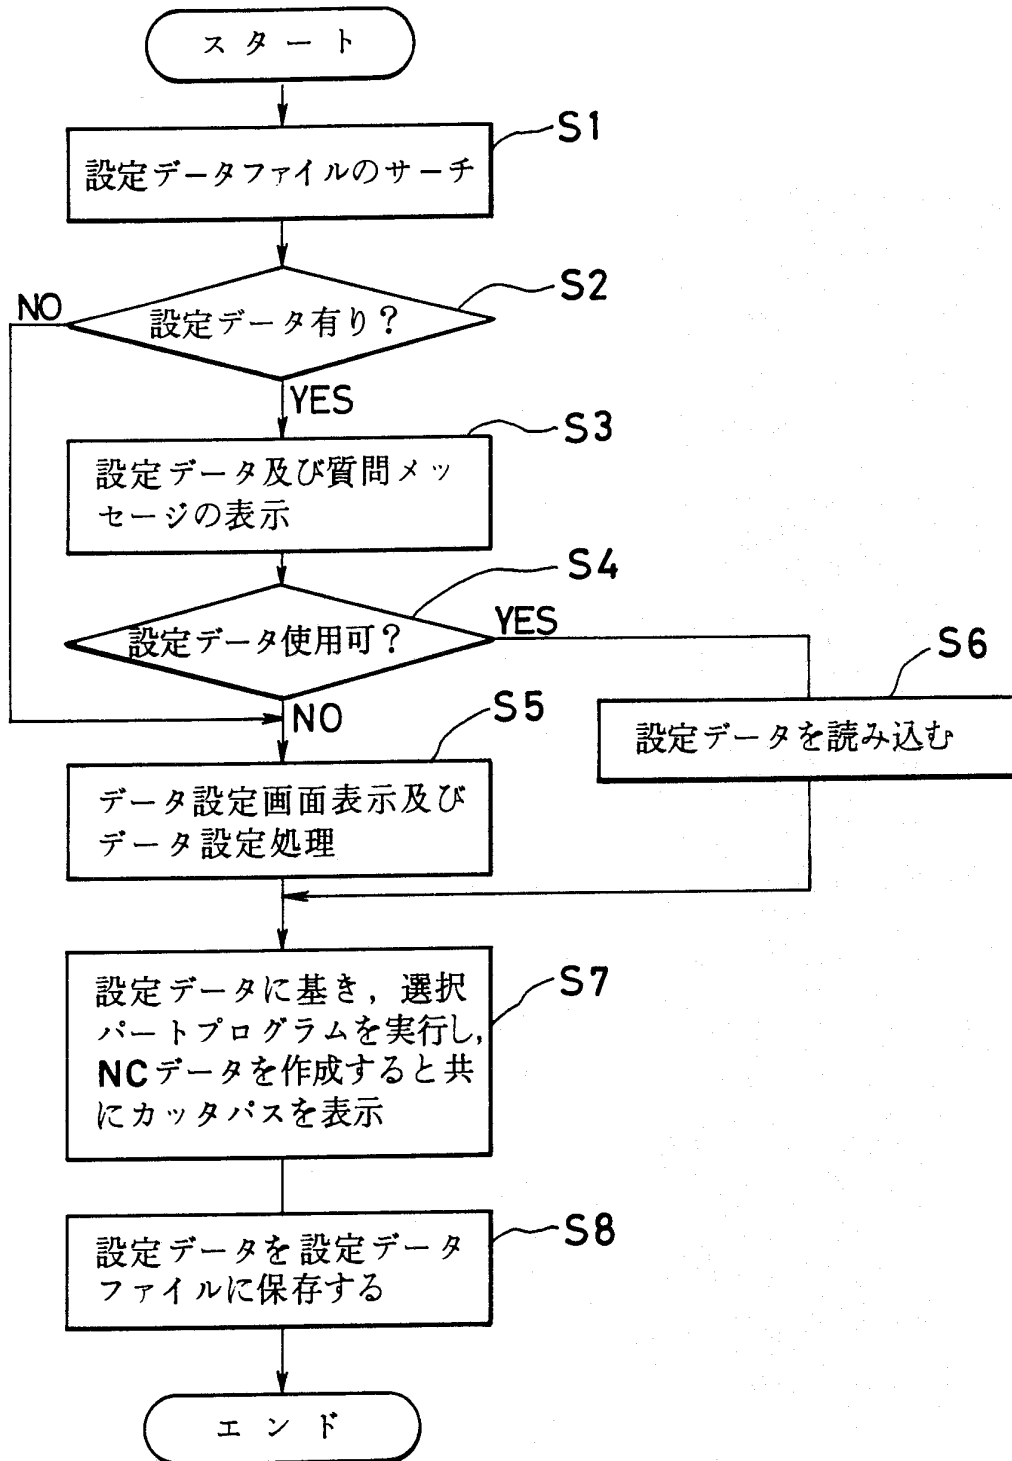 スタート
S1
設定データファイルのサーチ
S2
NO
設定データ有り?
YES
S3
設定データ及び質問メッ
セージの表示
S4
設定データ使用可?
YES
S6
NO
S5
設定データを読み込む
データ設定画面表示及び
データ設定処理
設定データに基き,選択
パートプログラムを実行し,
NCデータを作成すると共
にカッタパスを表示
S7
設定データを設定データ
ファイルに保存する
S8
エンド